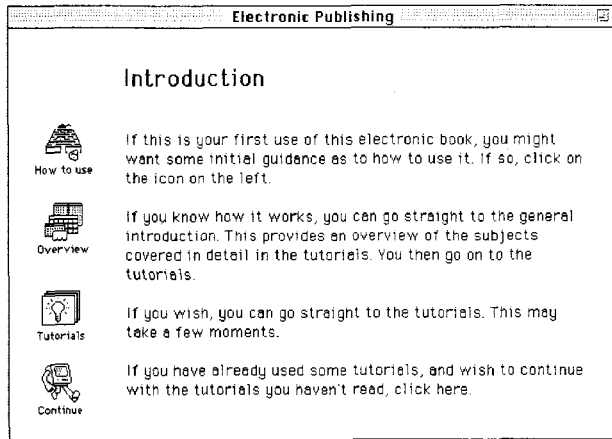 Electronic Publishing
Introduction
If this is your first use of this electronic book, you might
want some initial guidance as to how to use it. If so, click on
the icon on the left.
How to use
If you know how it works, you can go straight to the general
introduction. This provides an overview of the subjects
covered in detail in the tutorials. You then go on to the
tutorials.
Overview
If you wish, you can go straight to the tutorials. This may
take a few moments.
Tutorials
If you have already used some tutorials, and wish to continue
with the tutorials you haven't read, click here.
Continue